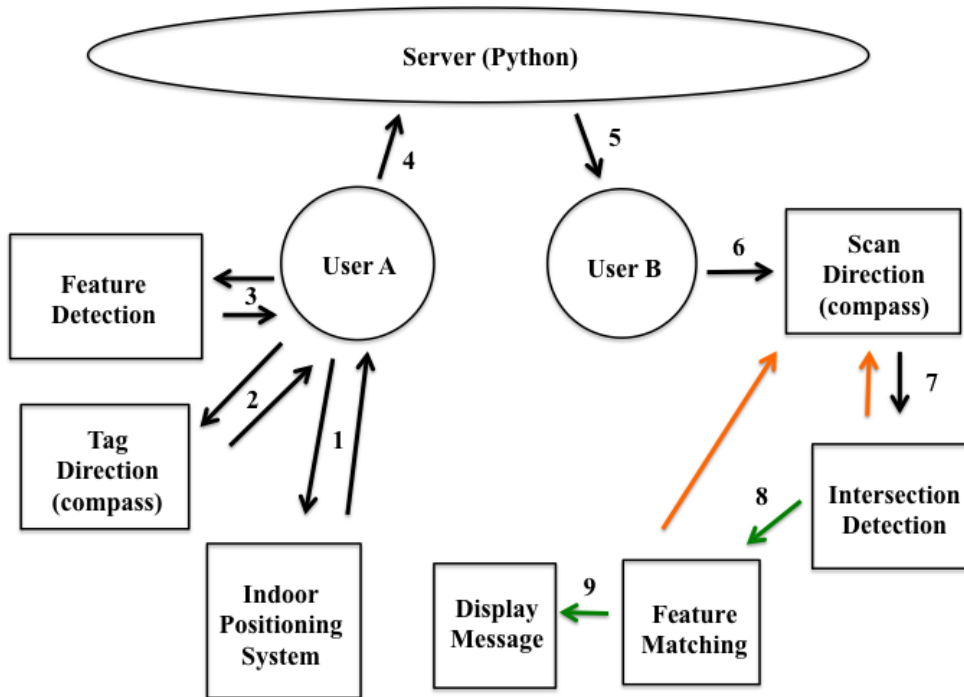 Server (Python)
4
5
User A
User B
6
Scan
Direction
(compass)
Feature
Detection
3
2
1
7
Tag
Direction
(compass)
8
Intersection
Detection
Indoor
Positioning
System
Display
Message
9
Feature
Matching